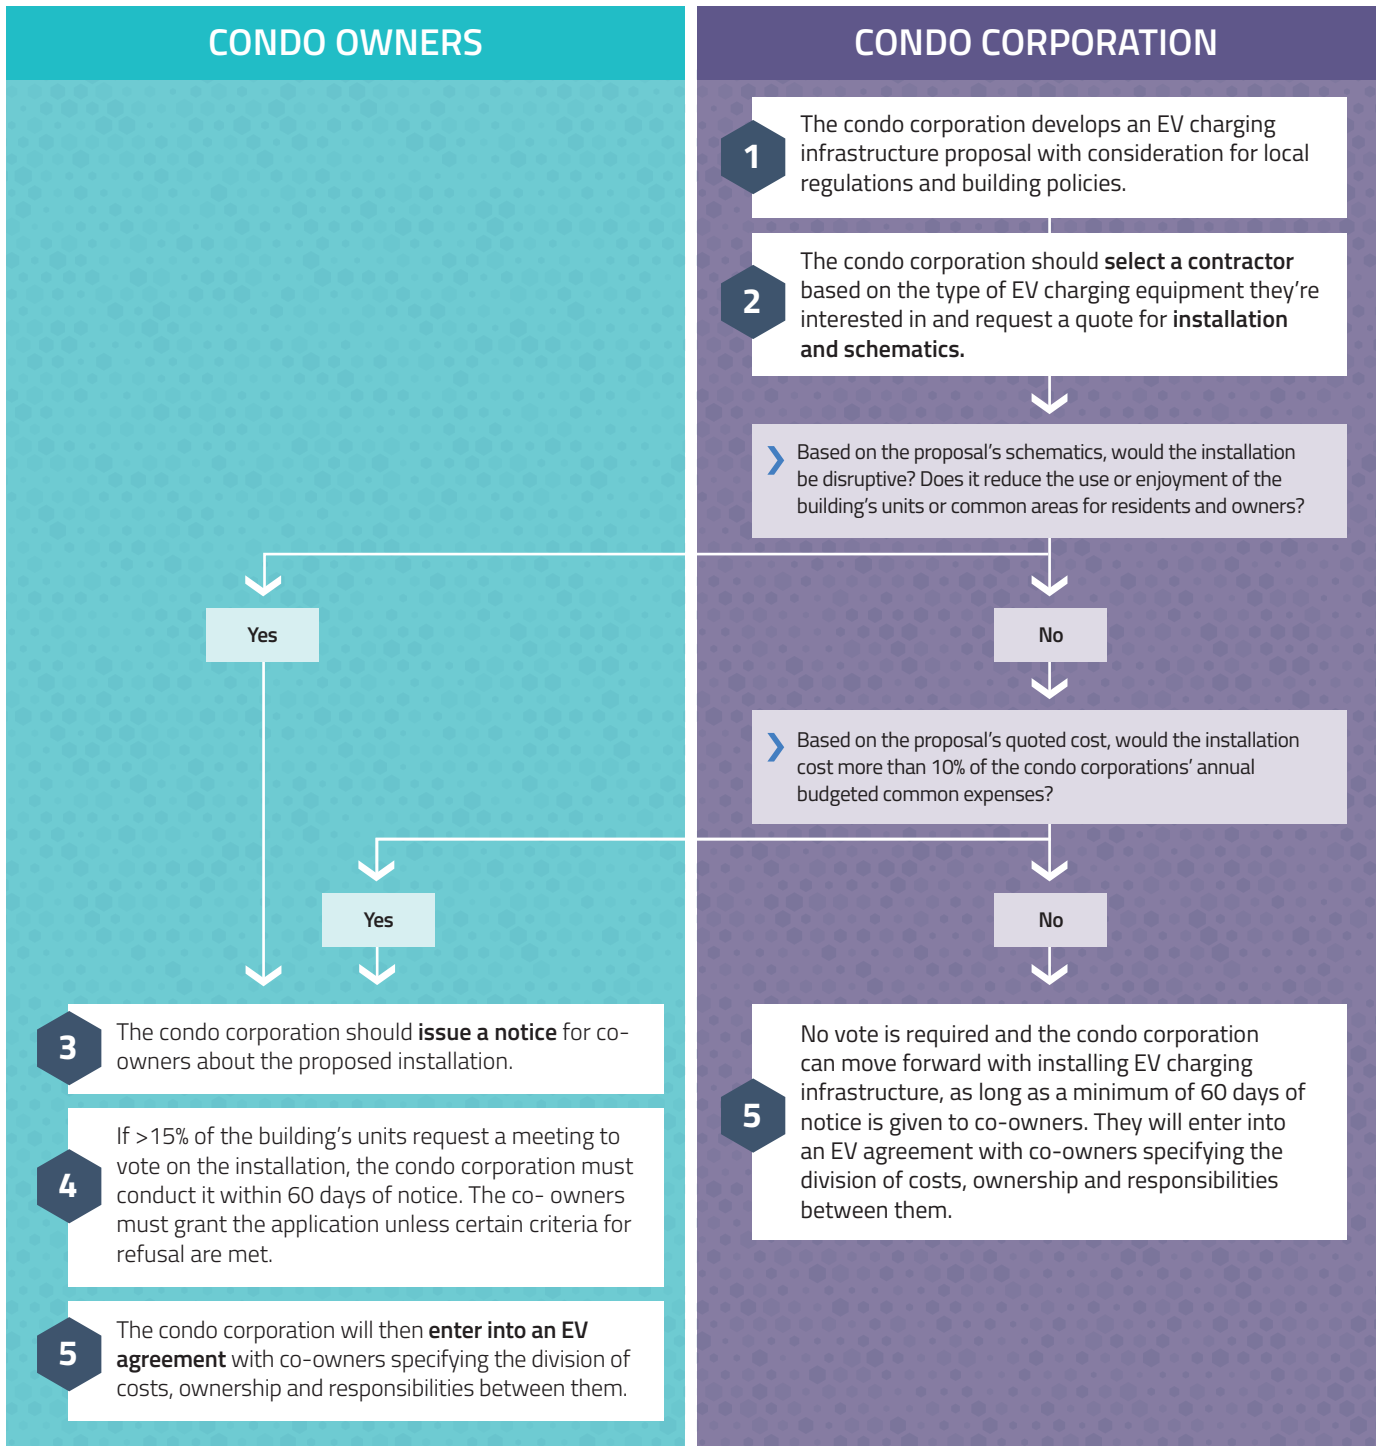 CONDO OWNERS
CONDO CORPORATION
1
The condo corporation develops an EV charging
infrastructure proposal with consideration for local
regulations and building policies.
2
The condo corporation should select a contractor
based on the type of EV charging equipment they're
interested in and request a quote for installation
and schematics.
Based on the proposal's schematics, would the installation
be disruptive? Does it reduce the use or enjoyment of the
building's units or common areas for residents and owners?
Yes
No
Based on the proposal's quoted cost, would the installation
cost more than 10% of the condo corporations' annual
budgeted common expenses?
Yes
No
3
The condo corporation should issue a notice for co-
owners about the proposed installation.
4
If >15% of the building's units request a meeting to
vote on the installation, the condo corporation must
conduct it within 60 days of notice. The co- owners
must grant the application unless certain criteria for
refusal are met.
5
The condo corporation will then enter into an EV
agreement with co-owners specifying the division of
costs, ownership and responsibilities between them.
5
No vote is required and the condo corporation
can move forward with installing EV charging
infrastructure, as long as a minimum of 60 days of
notice is given to co-owners. They will enter into
an EV agreement with co-owners specifying the
division of costs, ownership and responsibilities
between them.